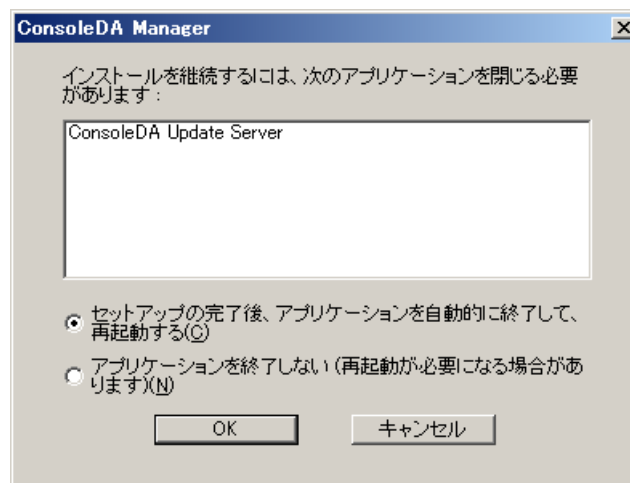 ConsoleDA Manager
インストールを継続するには、次のアプリケーションを閉じる必要
があります：
ConsoleDA Update Server
セットアップの完了後、アプリケーションを自動的に終了して、
再起動する(C)
アプリケーションを終了しない (再起動が必要になる場合があ
ります)(N)
OK
キャンセル